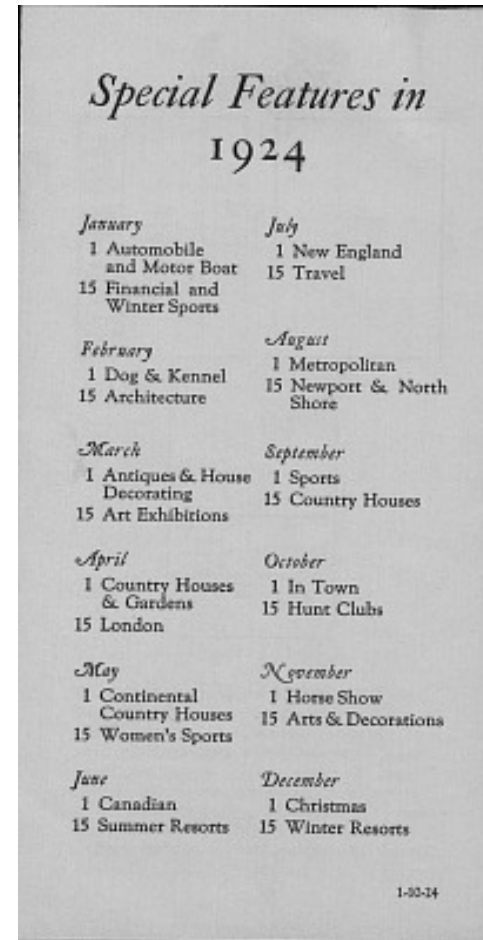 Special Features in
1924
January
1 Automobile
and Motor Boat
15 Financial and
Winter Sports
February
1 Dog & Kennel
15 Architecture
March
1 Antiques & House
Decorating
15 Art Exhibitions
April
1 Country Houses
& Gardens
15 London
May
1 Continental
Country Houses
15 Women's Sports
June
1 Canadian
15 Summer Resorts
July
1 New England
15 Travel
August
1 Metropolitan
15 Newport & North
Shore
September
1 Sports
15 Country Houses
October
1 In Town
15 Hunt Clubs
November
1 Horse Show
15 Arts & Decorations
December
1 Christmas
15 Winter Resorts